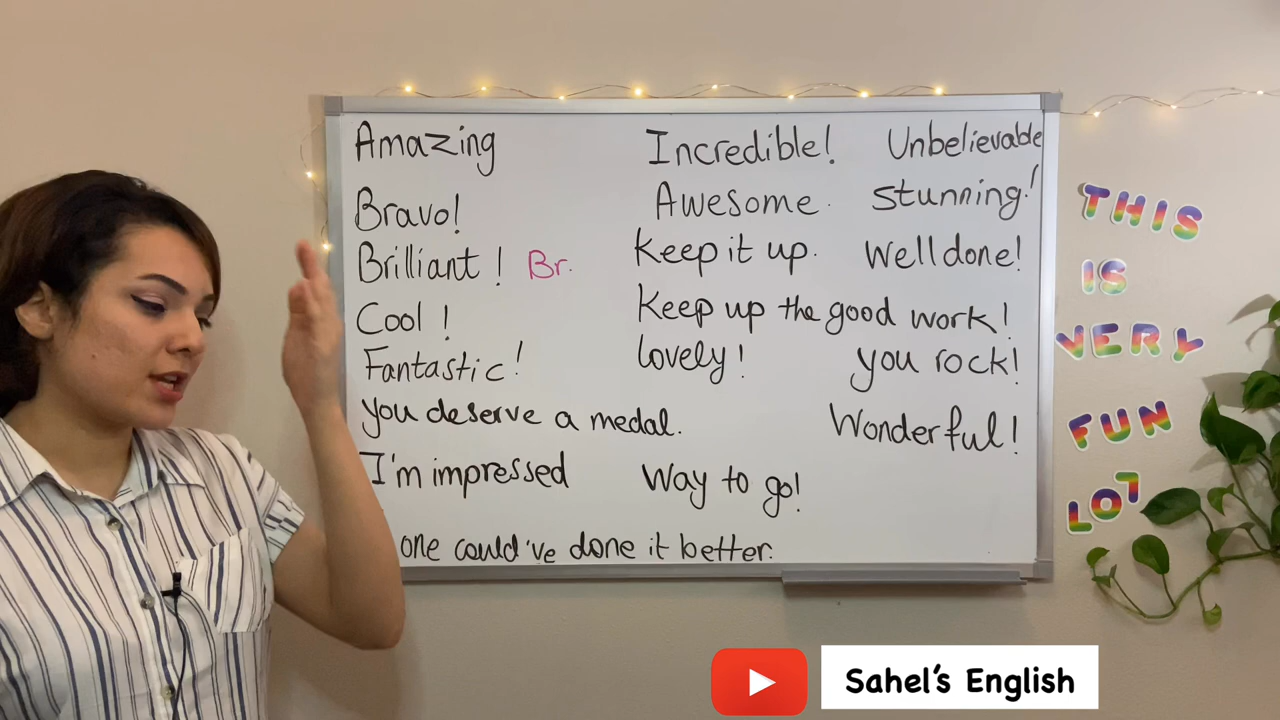 Amazing
Bravo!
Brilliant! Br.
Cool!
Fantastic!
you deserve a medal.
I'm impressed
one could've done it better.
Incredible!
Awesome.
Keep it up.
Keep up the good work!
lovely!
Way to go!
Unbelievable
Stunning!
Well done!
you rock!
Wonderful!
THIS
IS
VERY
FUN
LOT
Sahel's English